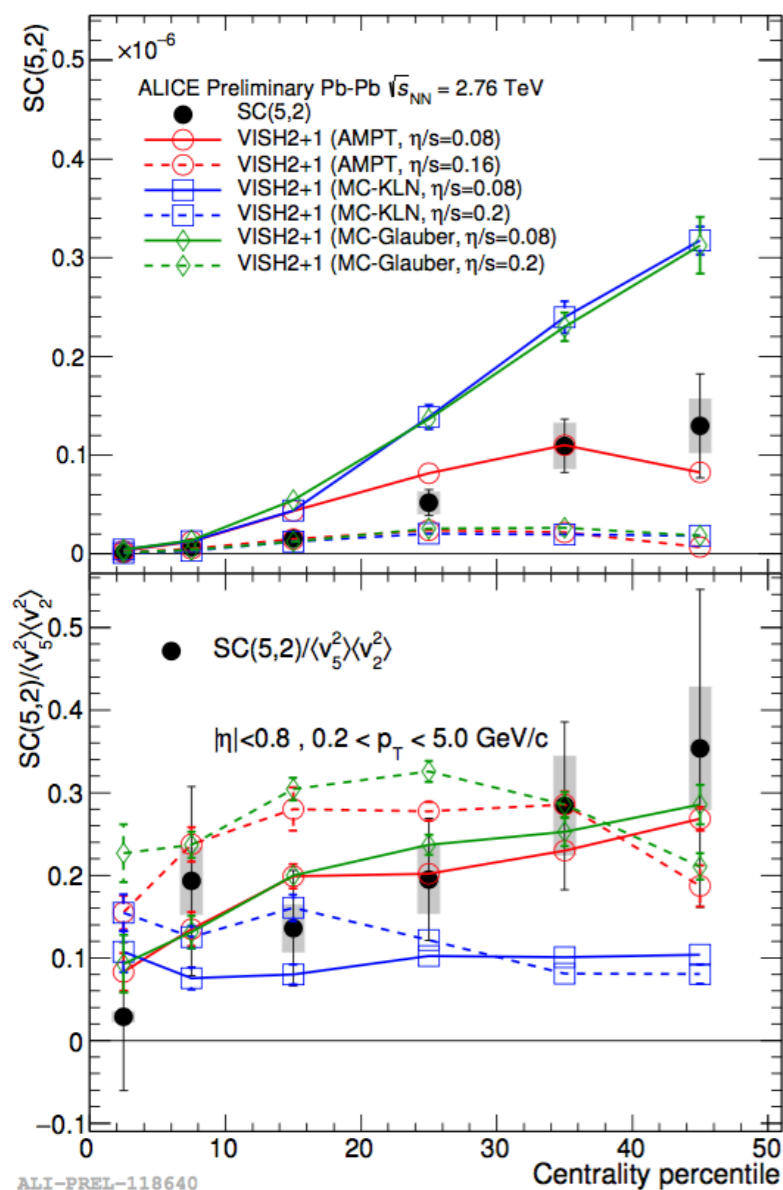 ×10⁻⁶
SC(5,2)
0.5
0.4
0.3
0.2
0.1
0
ALICE Preliminary Pb-Pb √s_NN = 2.76 TeV
SC(5,2)
VISH2+1 (AMPT, η/s=0.08)
VISH2+1 (AMPT, η/s=0.16)
VISH2+1 (MC-KLN, η/s=0.08)
VISH2+1 (MC-KLN, η/s=0.2)
VISH2+1 (MC-Glauber, η/s=0.08)
VISH2+1 (MC-Glauber, η/s=0.2)
SC(5,2)/⟨v₅²⟩⟨v₂²⟩
0.5
0.4
0.3
0.2
0.1
0
−0.1
SC(5,2)/⟨v₅²⟩⟨v₂²⟩
|η|<0.8 , 0.2 < p_T < 5.0 GeV/c
0 10 20 30 40 50
Centrality percentile
ALI-PREL-118640